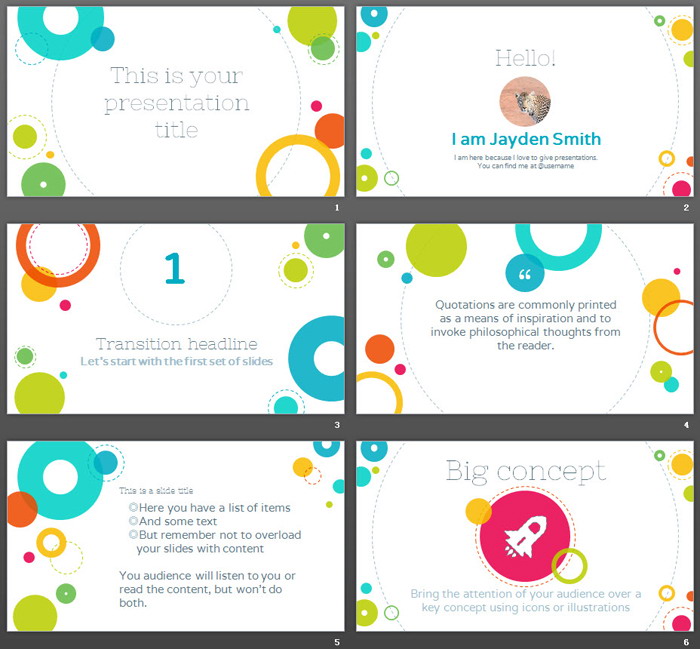 This is your
presentation
title
1
Hello!
I am Jayden Smith
I am here because I love to give presentations.
You can find me at @username
2
1
Transition headline
Let's start with the first set of slides
3
“
Quotations are commonly printed
as a means of inspiration and to
invoke philosophical thoughts from
the reader.
4
This is a slide title
Here you have a list of items
And some text
But remember not to overload
your slides with content
You audience will listen to you or
read the content, but won't do
both.
5
Big concept
Bring the attention of your audience over a
key concept using icons or illustrations
6